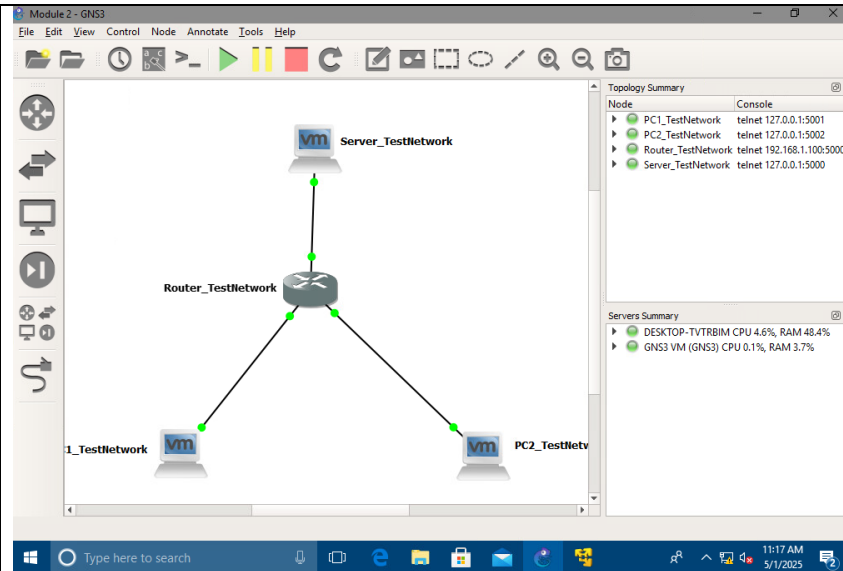 Module 2 - GNS3
File Edit View Control Node Annotate Tools Help
Topology Summary
Node Console
PC1_TestNetwork telnet 127.0.0.1:5001
PC2_TestNetwork telnet 127.0.0.1:5002
Router_TestNetwork telnet 192.168.1.100:5000
Server_TestNetwork telnet 127.0.0.1:5000
vm Server_TestNetwork
Router_TestNetwork
1_TestNetwork vm
vm PC2_TestNetw
Servers Summary
DESKTOP-TVTRBIM CPU 4.6%, RAM 48.4%
GNS3 VM (GNS3) CPU 0.1%, RAM 3.7%
Type here to search
11:17 AM
5/1/2025
2